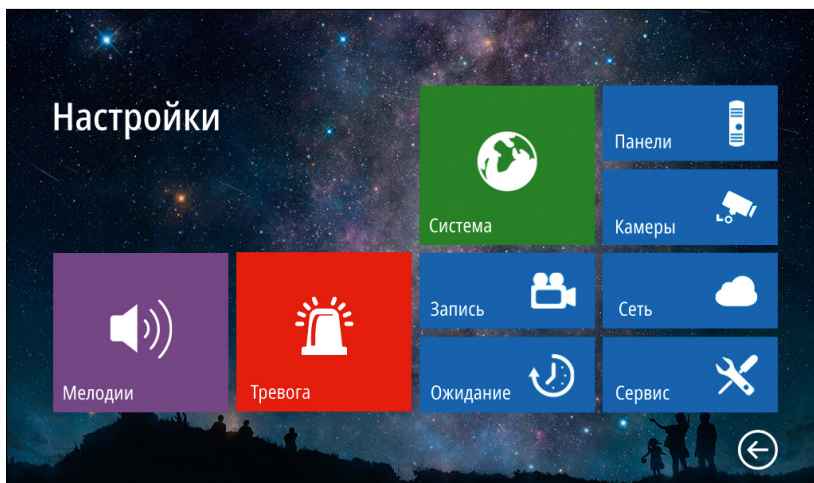 Настройки
Панели
Система
Камеры
Запись
Сеть
Мелодии
Тревога
Ожидание
Сервис